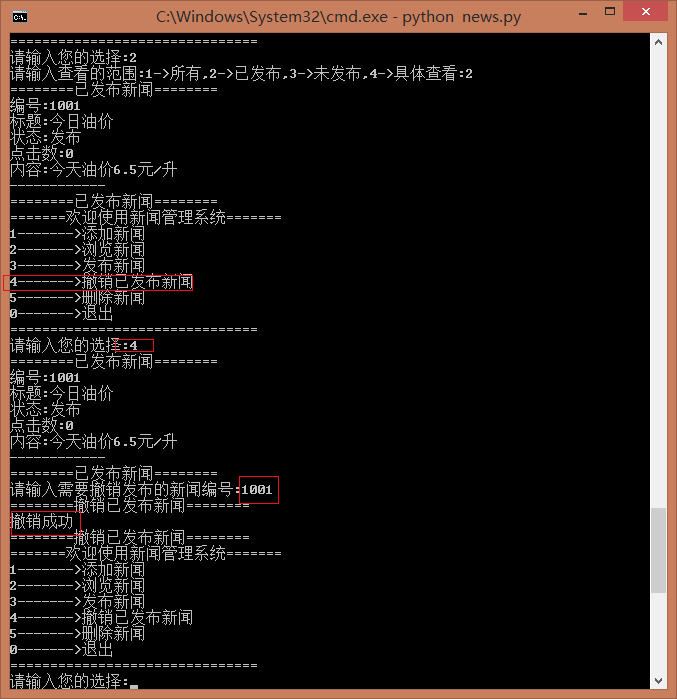 C:\Windows\System32\cmd.exe - python  news.py
===============================
请输入您的选择:2
请输入查看的范围:1->所有,2->已发布,3->未发布,4->具体查看:2
========已发布新闻========
编号:1001
标题:今日油价
状态:发布
点击数:0
内容:今天油价6.5元/升
------------
========已发布新闻========
=======欢迎使用新闻管理系统=======
1------->添加新闻
2------->浏览新闻
3------->发布新闻
4------->撤销已发布新闻
5------->删除新闻
0------->退出
===============================
请输入您的选择:4
========已发布新闻========
编号:1001
标题:今日油价
状态:发布
点击数:0
内容:今天油价6.5元/升
------------
========已发布新闻========
请输入需要撤销发布的新闻编号:1001
========撤销已发布新闻========
撤销成功
========撤销已发布新闻========
=======欢迎使用新闻管理系统=======
1------->添加新闻
2------->浏览新闻
3------->发布新闻
4------->撤销已发布新闻
5------->删除新闻
0------->退出
===============================
请输入您的选择: